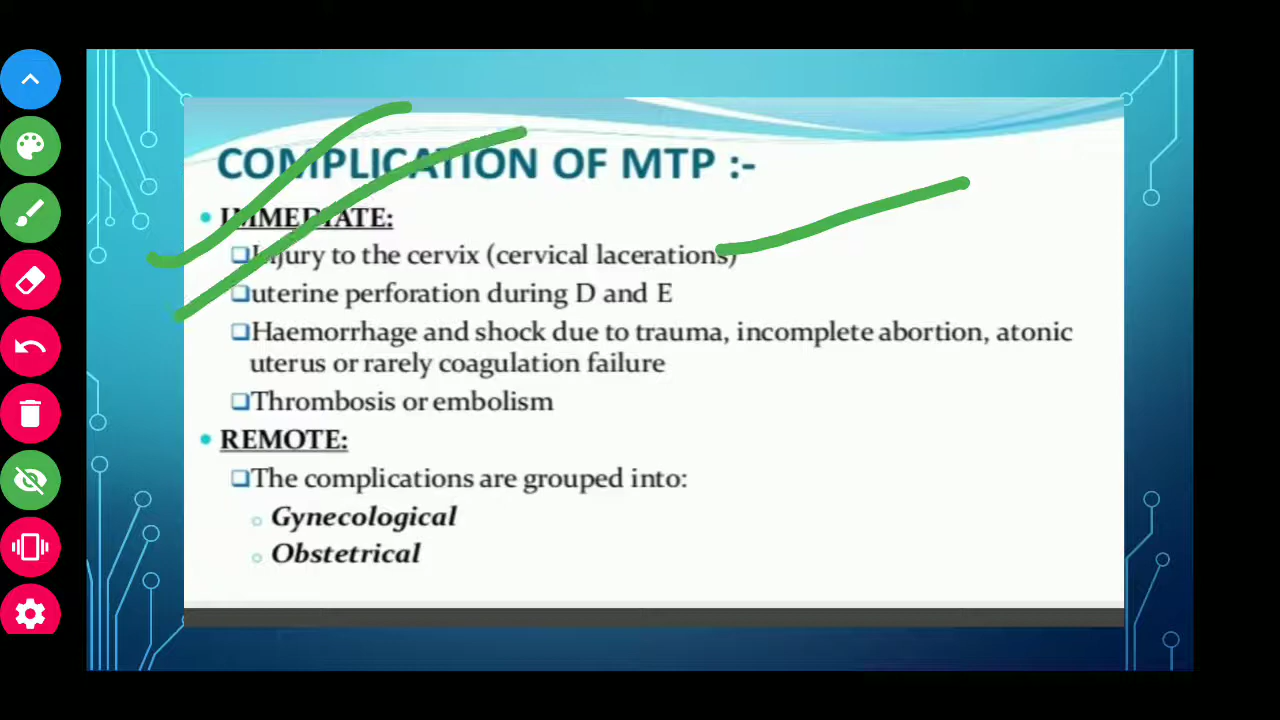 COMPLICATION OF MTP :-
• IMMEDIATE:
❑Injury to the cervix (cervical lacerations)
❑uterine perforation during D and E
❑Haemorrhage and shock due to trauma, incomplete abortion, atonic
uterus or rarely coagulation failure
❑Thrombosis or embolism
• REMOTE:
❑The complications are grouped into:
○ Gynecological
○ Obstetrical